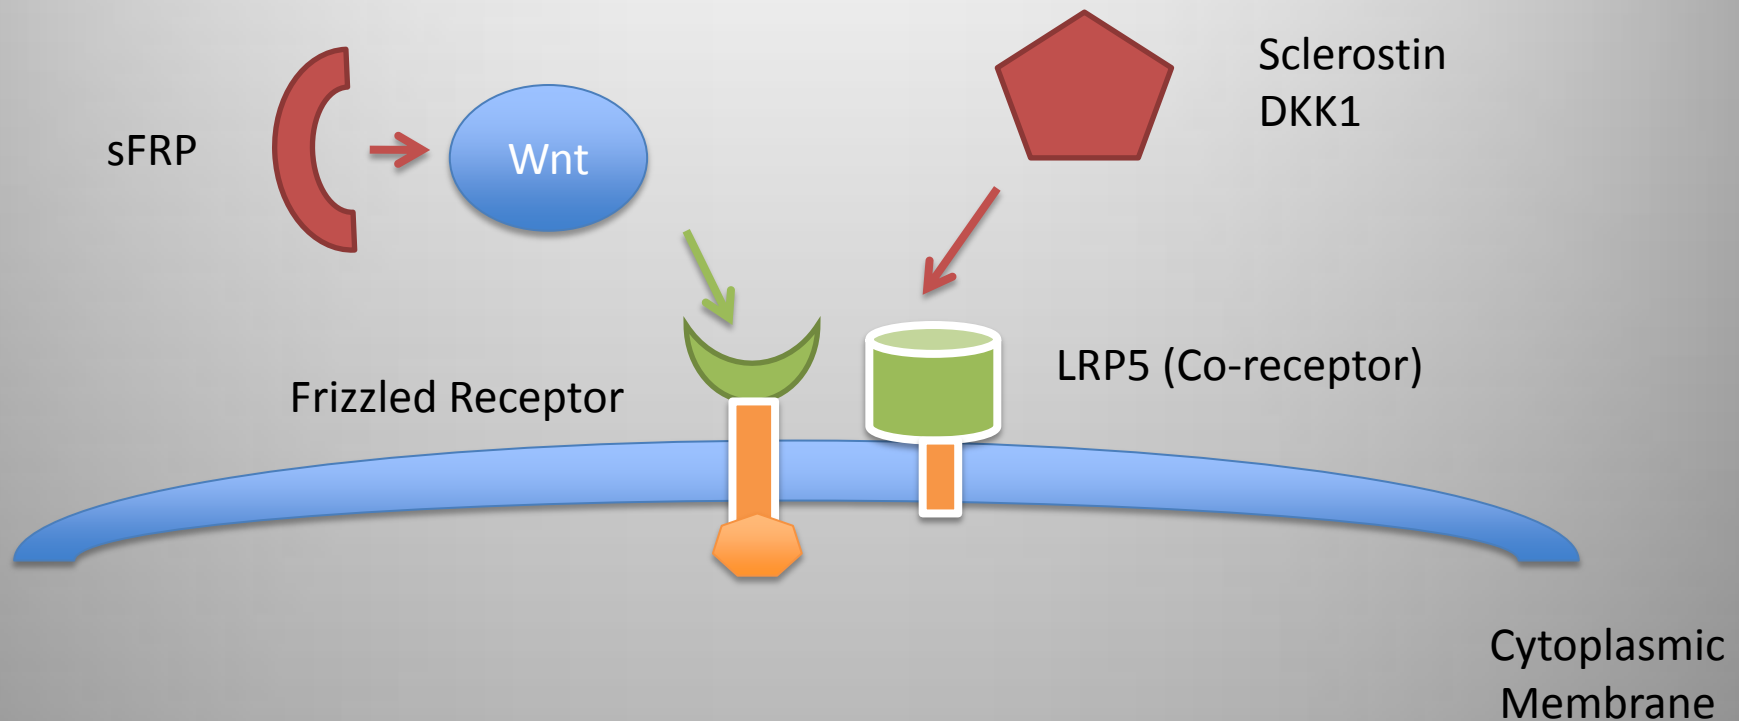 Sclerostin
DKK1
sFRP
Wnt
LRP5 (Co-receptor)
Frizzled Receptor
Cytoplasmic
Membrane